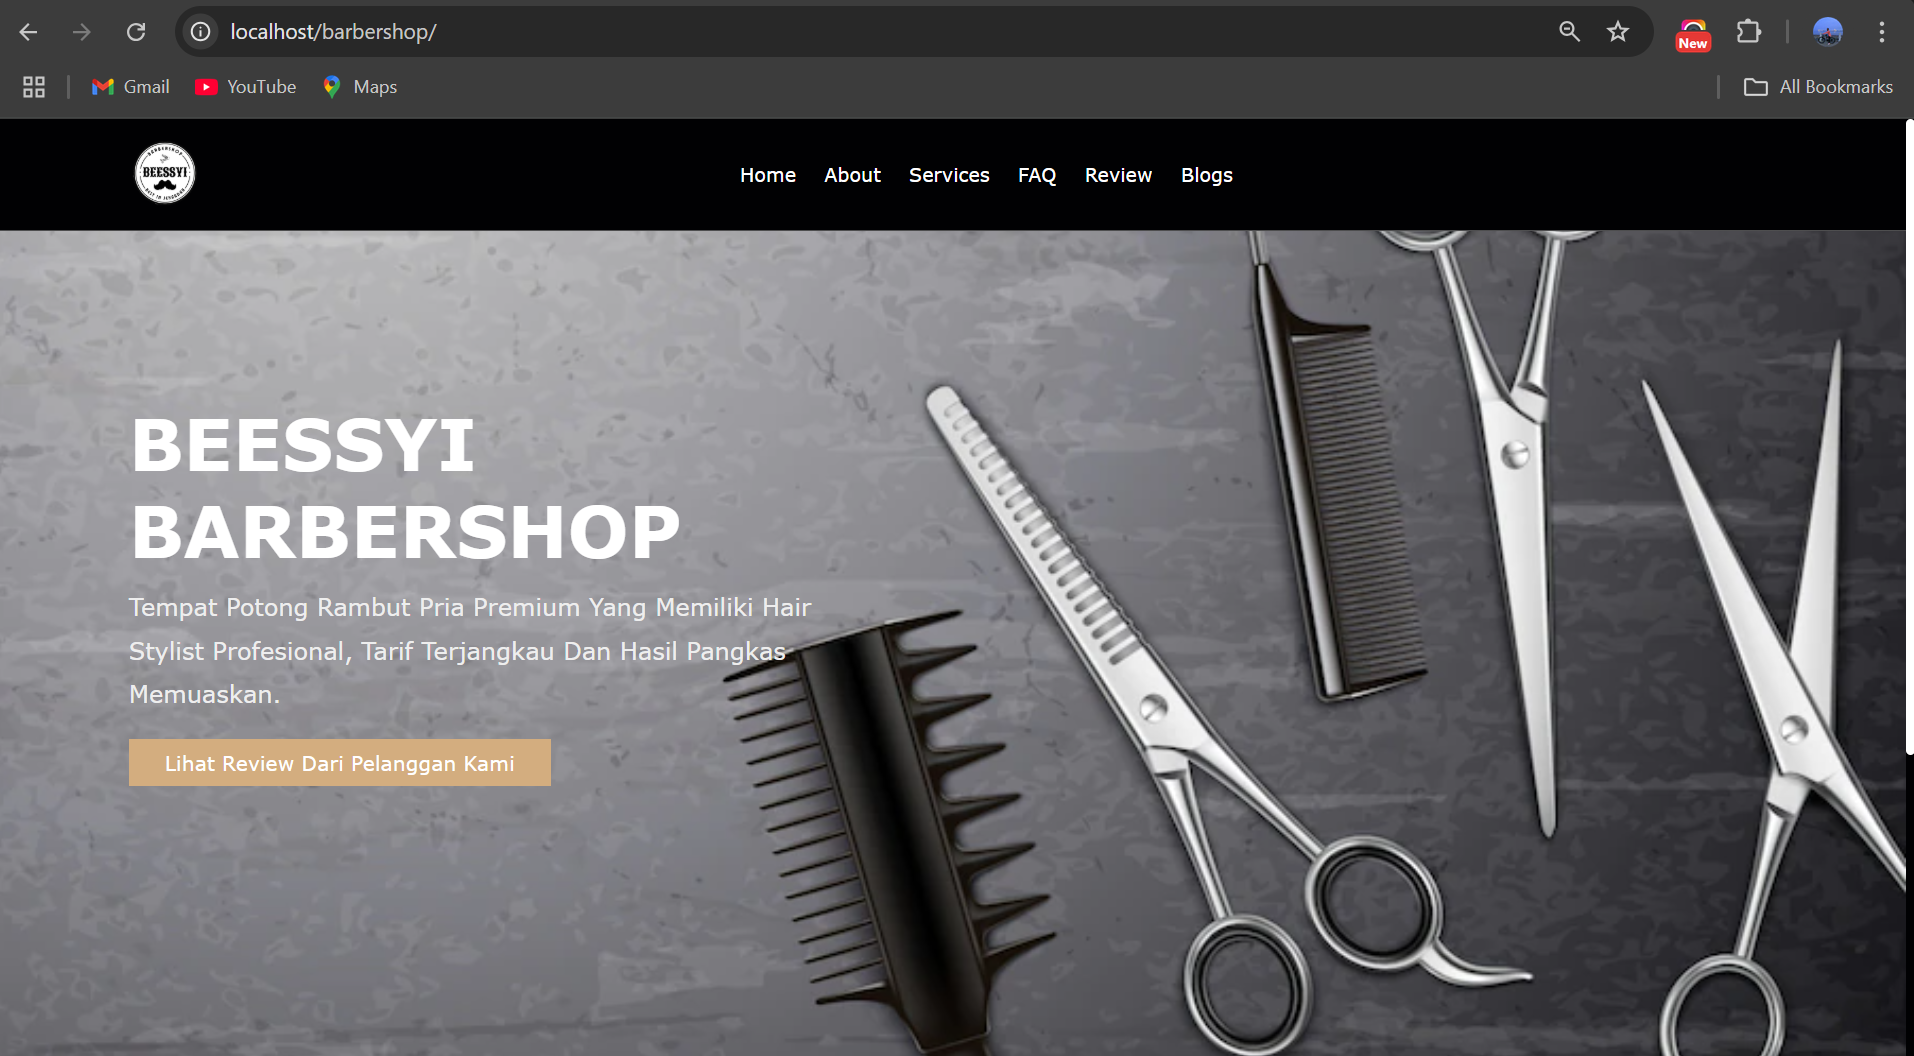 localhost/barbershop/
New
Gmail
YouTube
Maps
All Bookmarks
BARBERSHOP
BEESSYI
Home
About
Services
FAQ
Review
Blogs
BEESSYI
BARBERSHOP
Tempat Potong Rambut Pria Premium Yang Memiliki Hair
Stylist Profesional, Tarif Terjangkau Dan Hasil Pangkas
Memuaskan.
Lihat Review Dari Pelanggan Kami